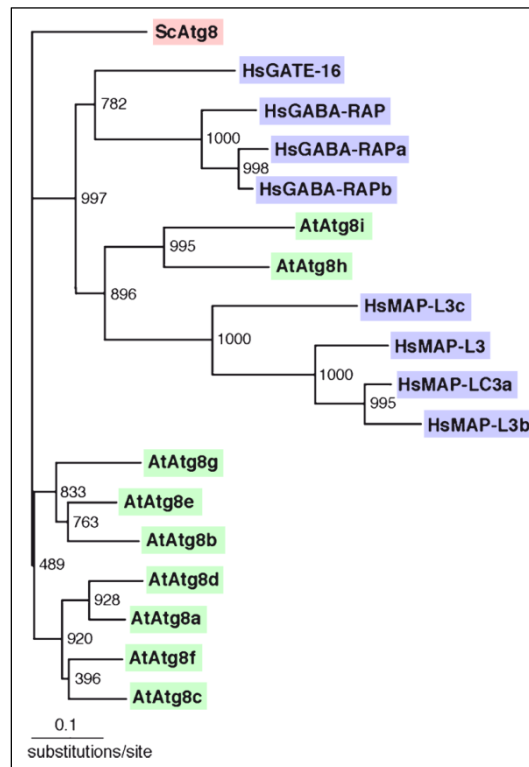 ScAtg8
HsGATE-16
782
HsGABA-RAP
1000
HsGABA-RAPa
998
HsGABA-RAPb
997
AtAtg8i
995
AtAtg8h
896
HsMAP-L3c
1000
HsMAP-L3
1000
HsMAP-LC3a
995
HsMAP-L3b
AtAtg8g
833
AtAtg8e
763
AtAtg8b
489
AtAtg8d
928
AtAtg8a
920
AtAtg8f
396
AtAtg8c
0.1
substitutions/site